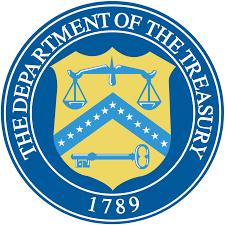 THE DEPARTMENT OF THE TREASURY
1789